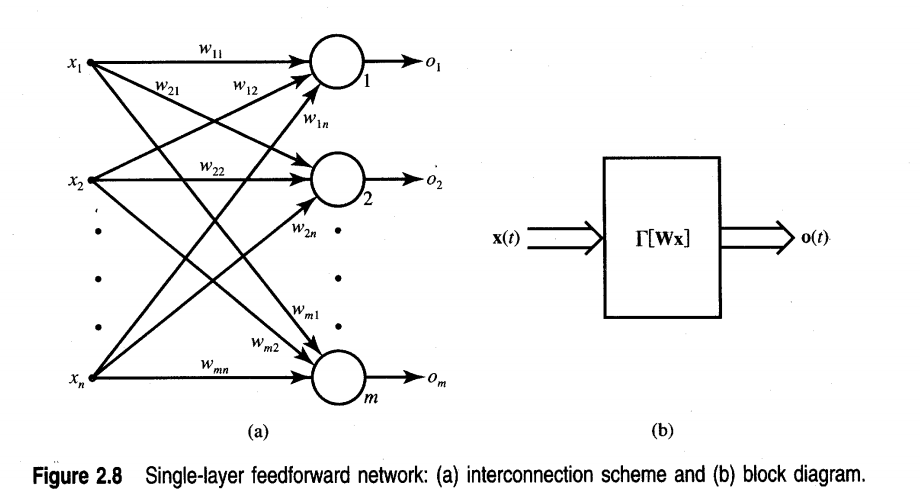 x₁ w₁₁ 1 o₁
w₂₁ w₁₂
w₁ₙ
x₂ w₂₂ 2 o₂
w₂ₙ
x(t) Γ[Wx] o(t)
wₘ₁
wₘ₂
xₙ wₘₙ m oₘ
(a) (b)
Figure 2.8 Single-layer feedforward network: (a) interconnection scheme and (b) block diagram.